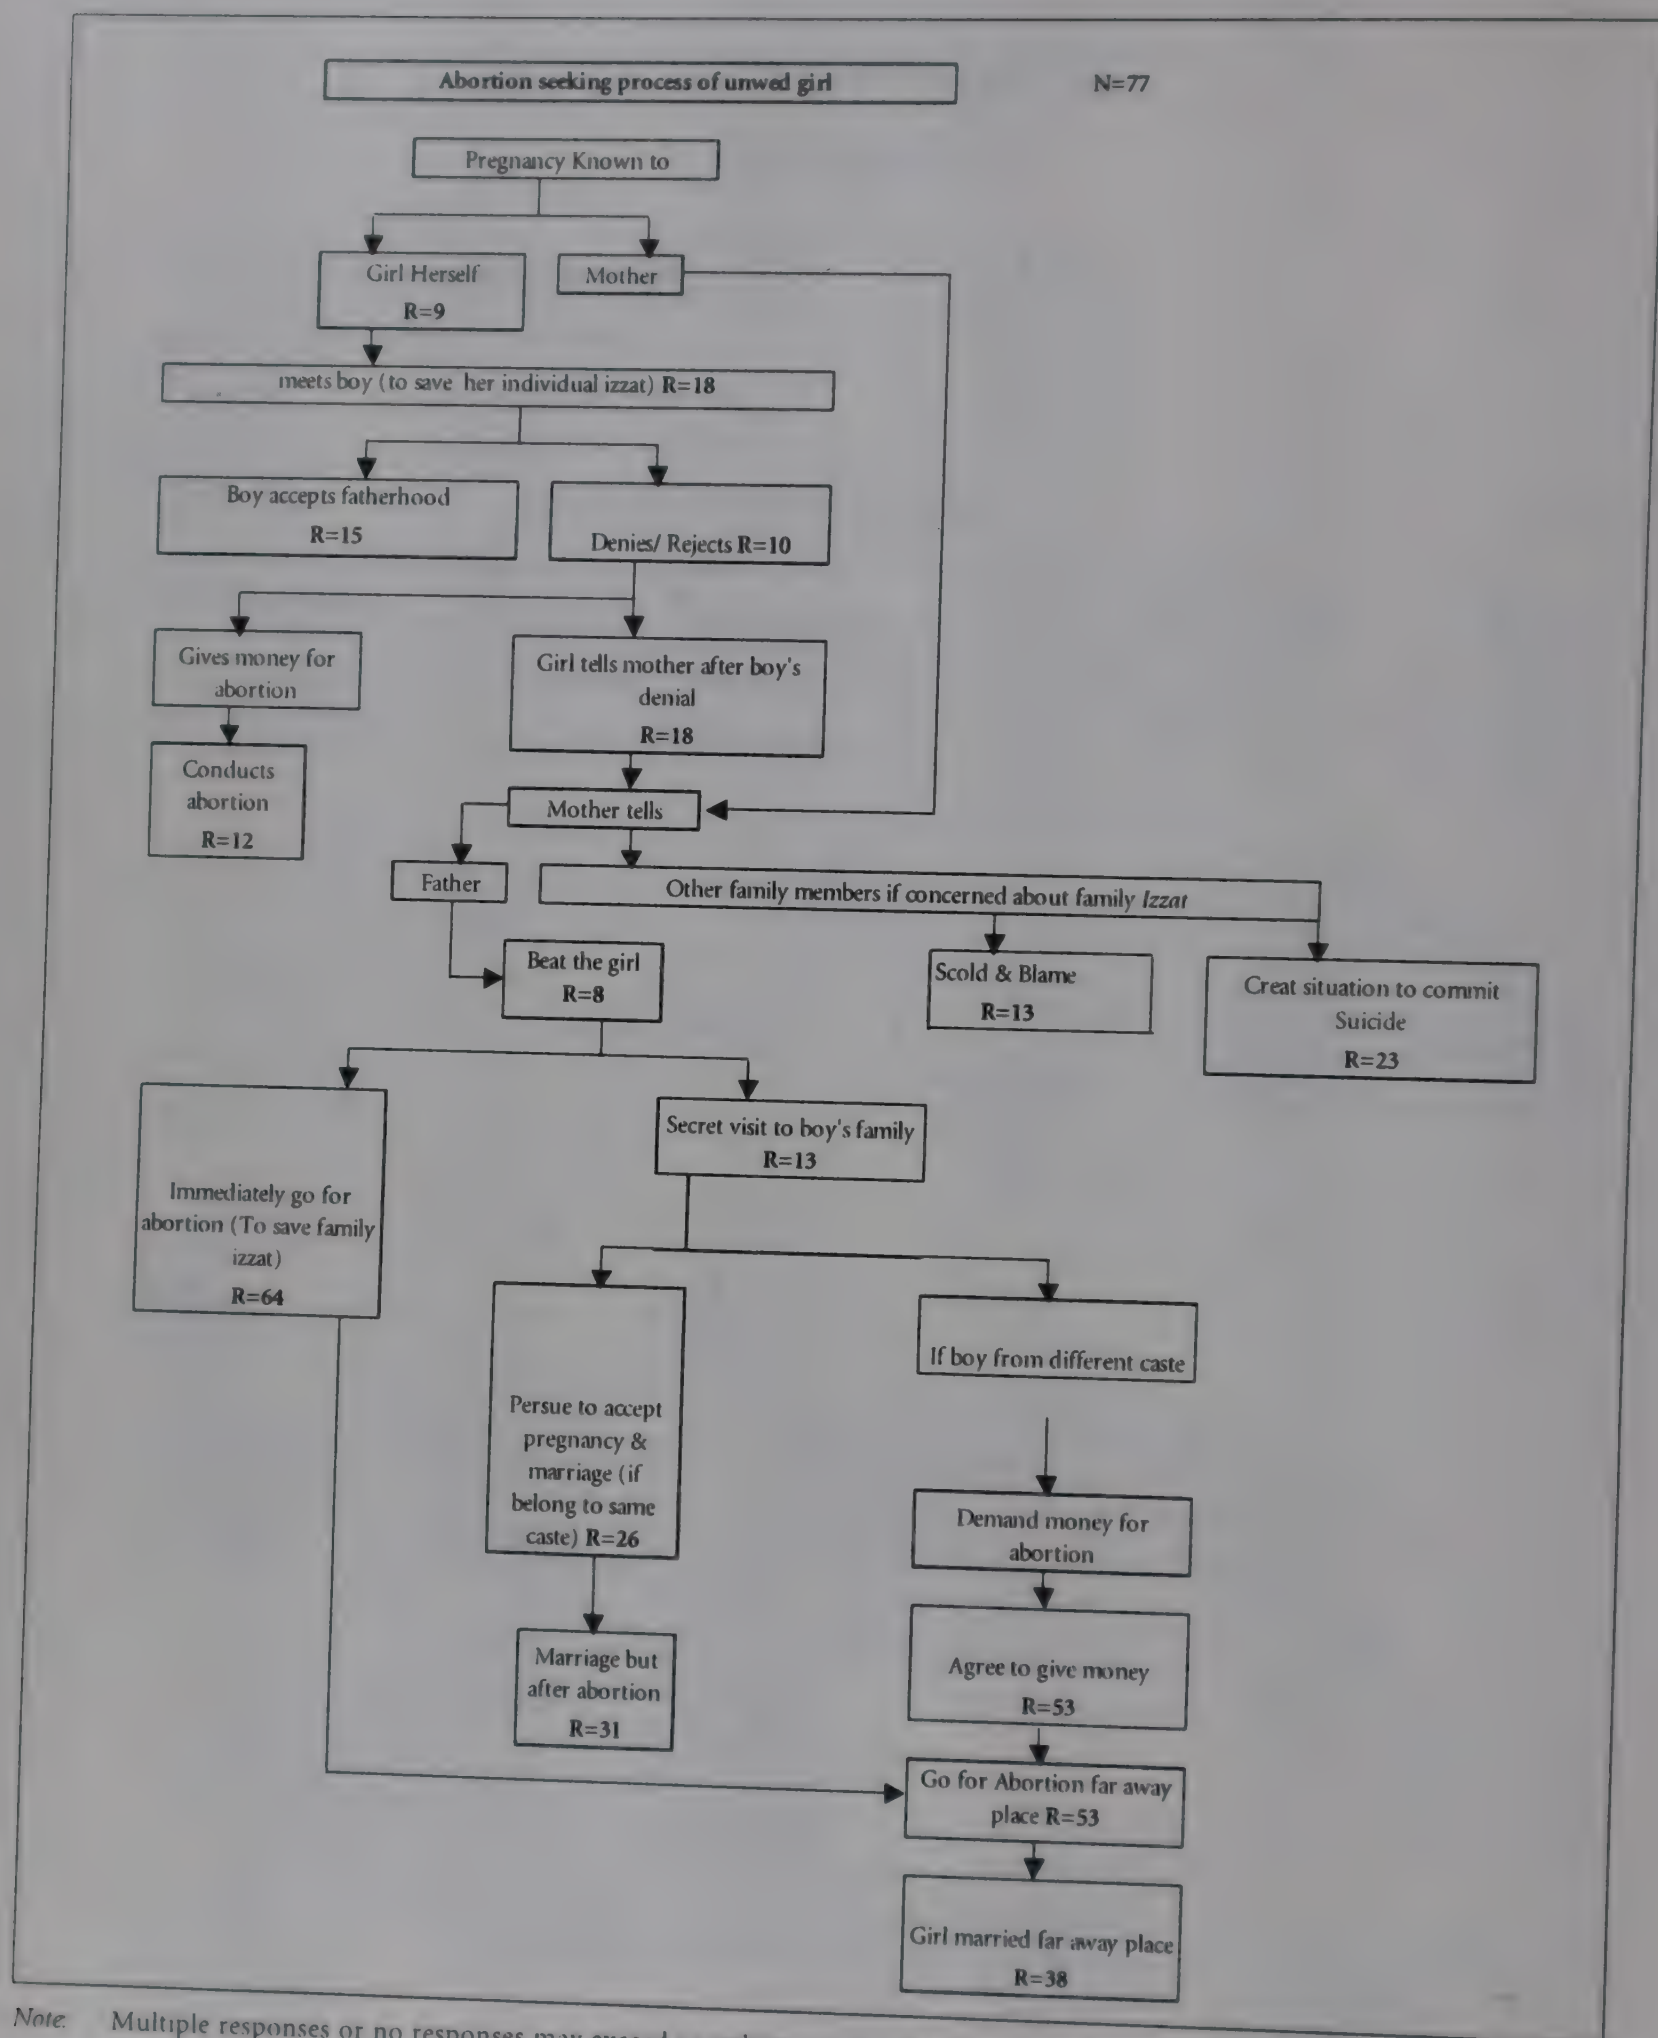 Abortion seeking process of unwed girl
N=77
Pregnancy Known to
Girl Herself
R=9
Mother
meets boy (to save her individual izzat) R=18
Boy accepts fatherhood
R=15
Denies/ Rejects R=10
Gives money for
abortion
Girl tells mother after boy's
denial
R=18
Conducts
abortion
R=12
Mother tells
Father
Other family members if concerned about family Izzat
Beat the girl
R=8
Scold & Blame
R=13
Creat situation to commit
Suicide
R=23
Immediately go for
abortion (To save family
izzat)
R=64
Secret visit to boy's family
R=13
Persue to accept
pregnancy &
marriage (if
belong to same
caste) R=26
If boy from different caste
Demand money for
abortion
Marriage but
after abortion
R=31
Agree to give money
R=53
Go for Abortion far away
place R=53
Girl married far away place
R=38
Note: Multiple responses or no responses may